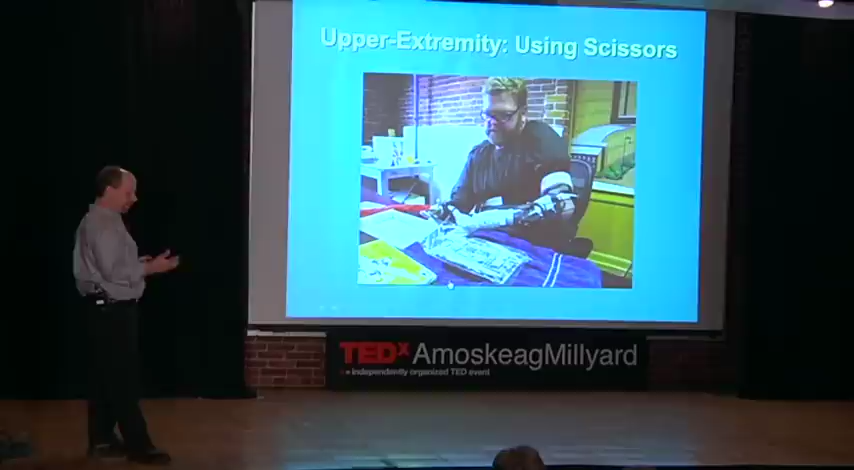 Upper-Extremity: Using Scissors
TEDx AmoskeagMillyard
x = independently organized TED event